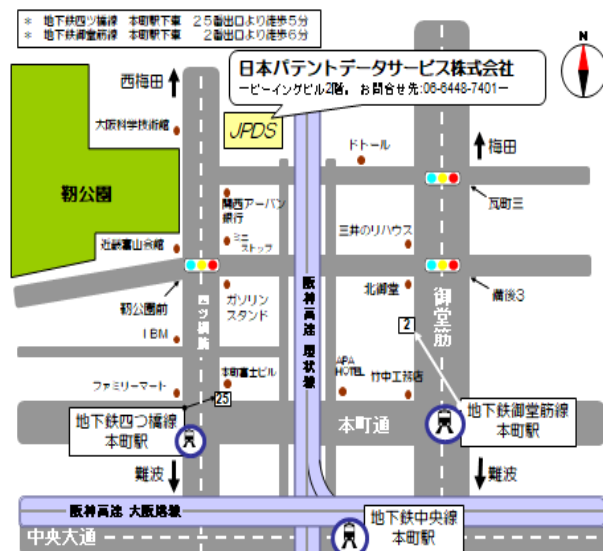 * 地下鉄四ツ橋線 本町駅下車 25番出口より徒歩5分
* 地下鉄御堂筋線 本町駅下車 2番出口より徒歩6分
N
日本パテントデータサービス株式会社
ービーイングビル2階。 お問合せ先:06-6448-7401ー
西梅田
大阪科学技術館
JPDS
ドトール
梅田
靭公園
関西アーバン
銀行
瓦町三
近畿富山会館
ミニ
ストップ
三井のリハウス
靭公園前
四ツ橋筋
ガソリン
スタンド
阪神高速 環状線
北御堂
御堂筋
備後3
IBM
2
本町富士ビル
APA
HOTEL
竹中工務店
ファミリーマート
25
地下鉄四つ橋線
本町駅
本町通
地下鉄御堂筋線
本町駅
難波
難波
阪神高速 大阪港線
中央大通
地下鉄中央線
本町駅